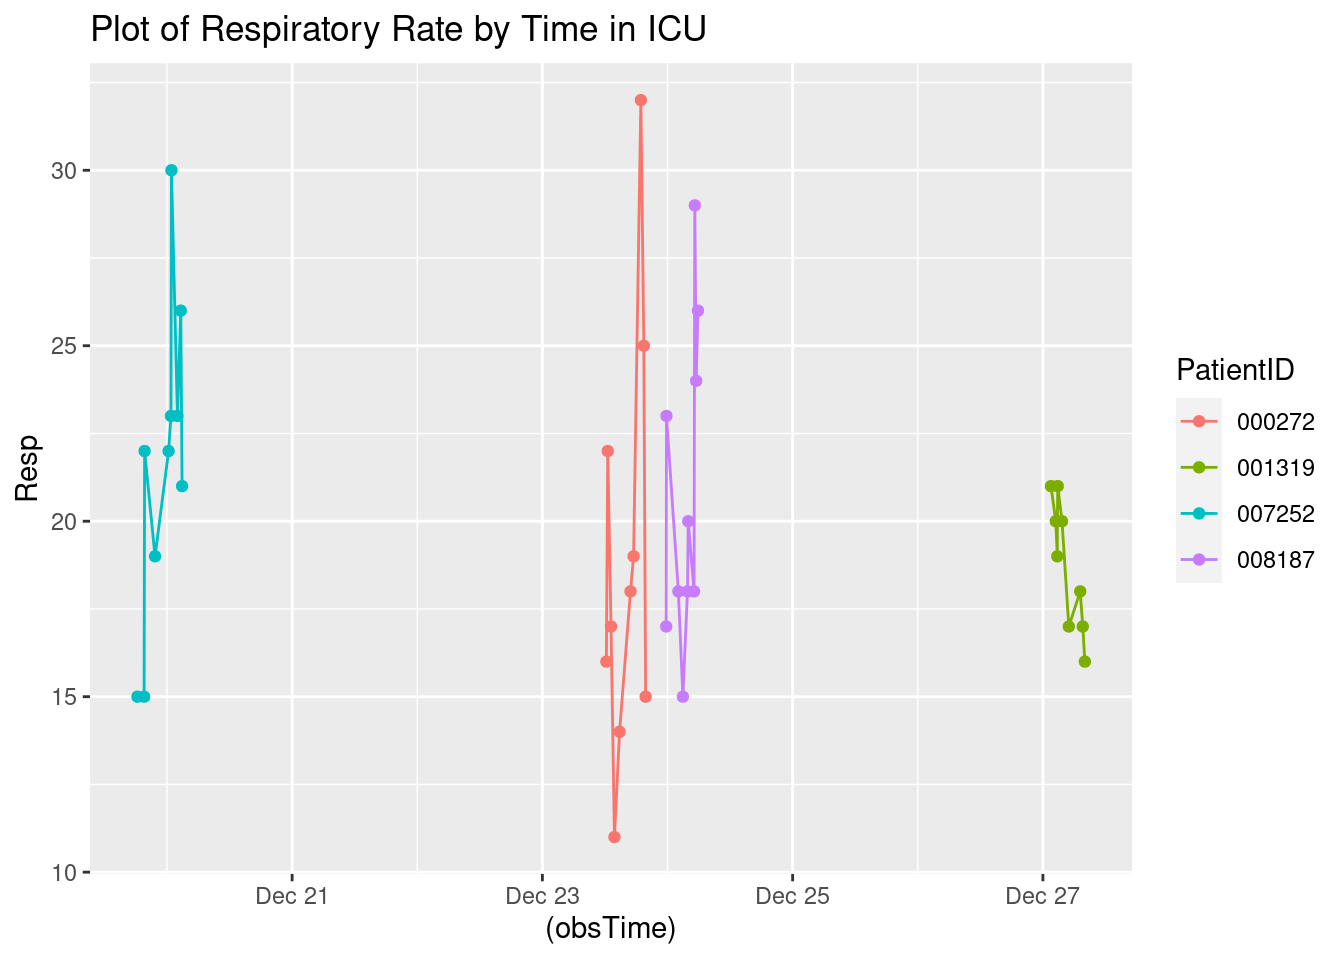 Plot of Respiratory Rate by Time in ICU
Resp
30
25
20
15
10
Dec 21
Dec 23
Dec 25
Dec 27
(obsTime)
PatientID
000272
001319
007252
008187